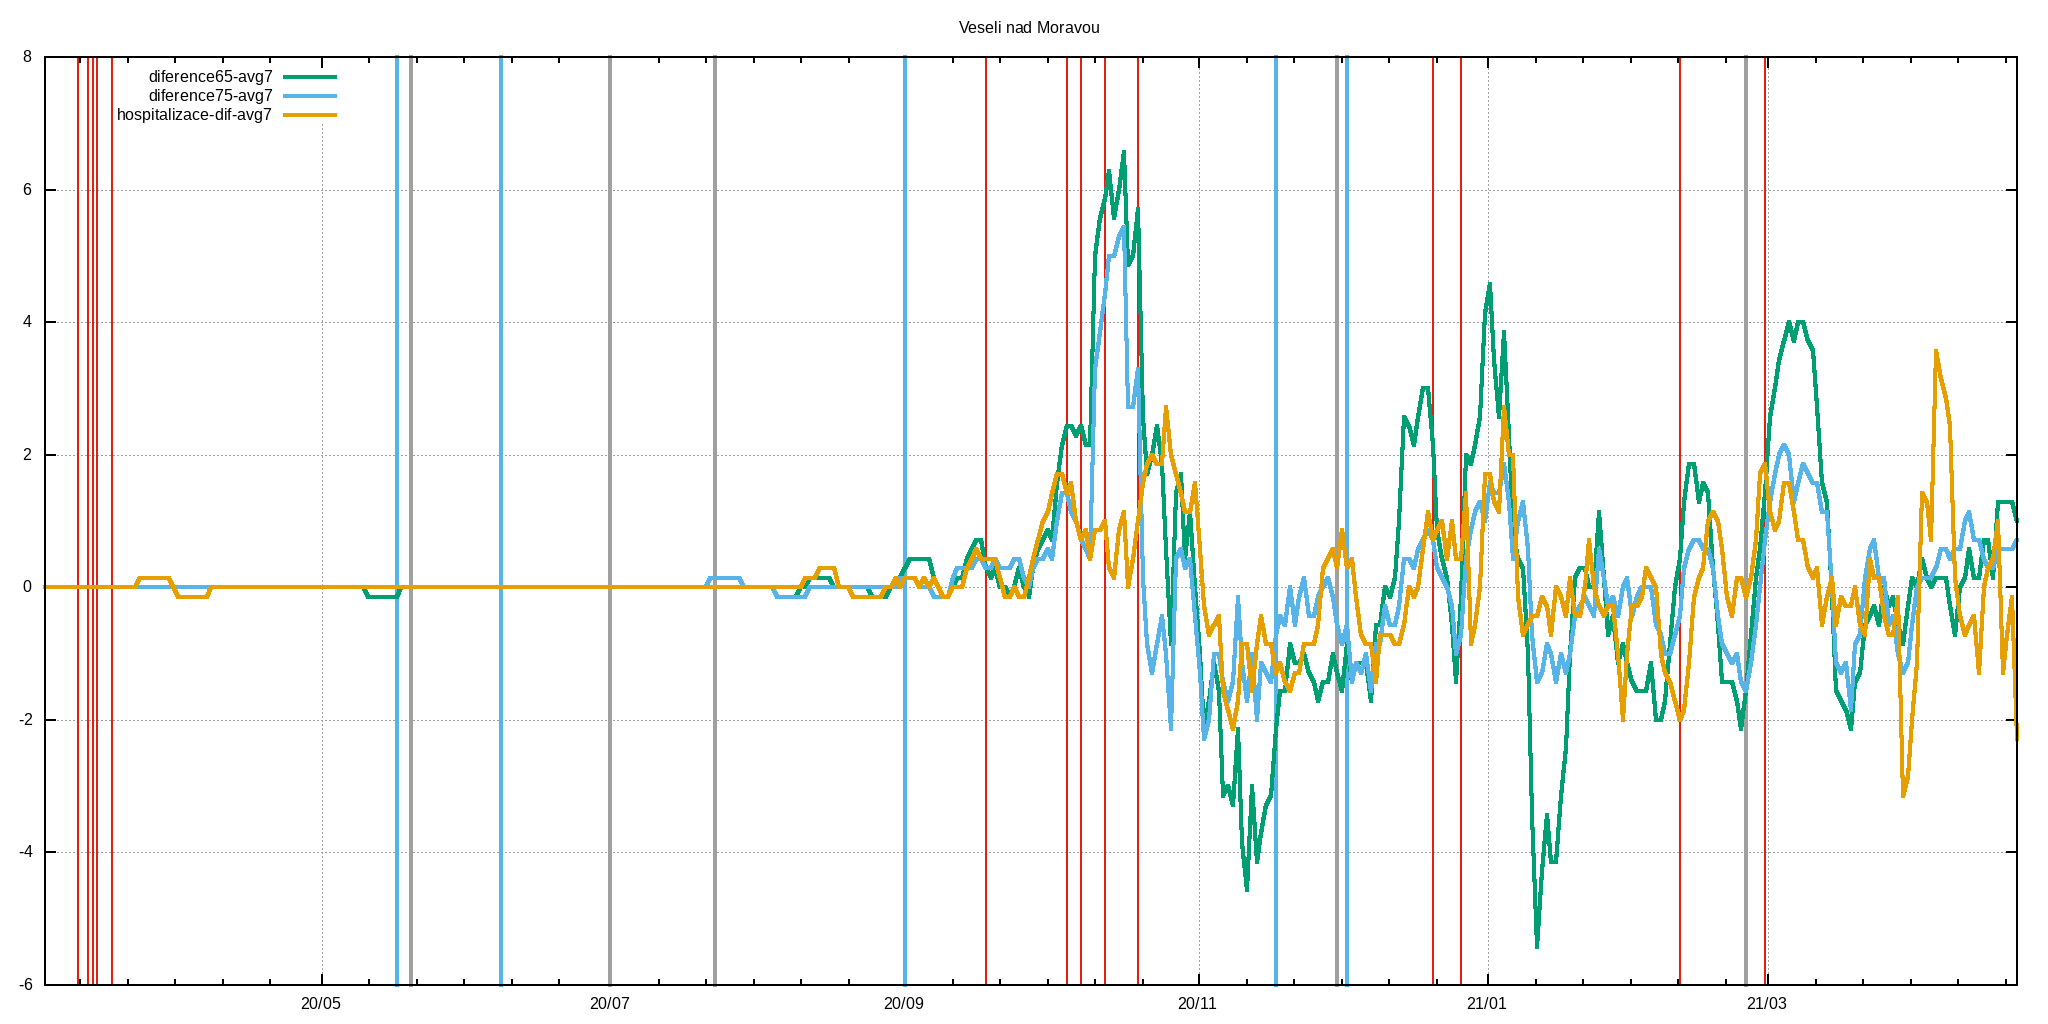 Veseli nad Moravou
8
diference65-avg7
diference75-avg7
hospitalizace-dif-avg7
6
4
2
0
-2
-4
-6
20/05 20/07 20/09 20/11 21/01 21/03